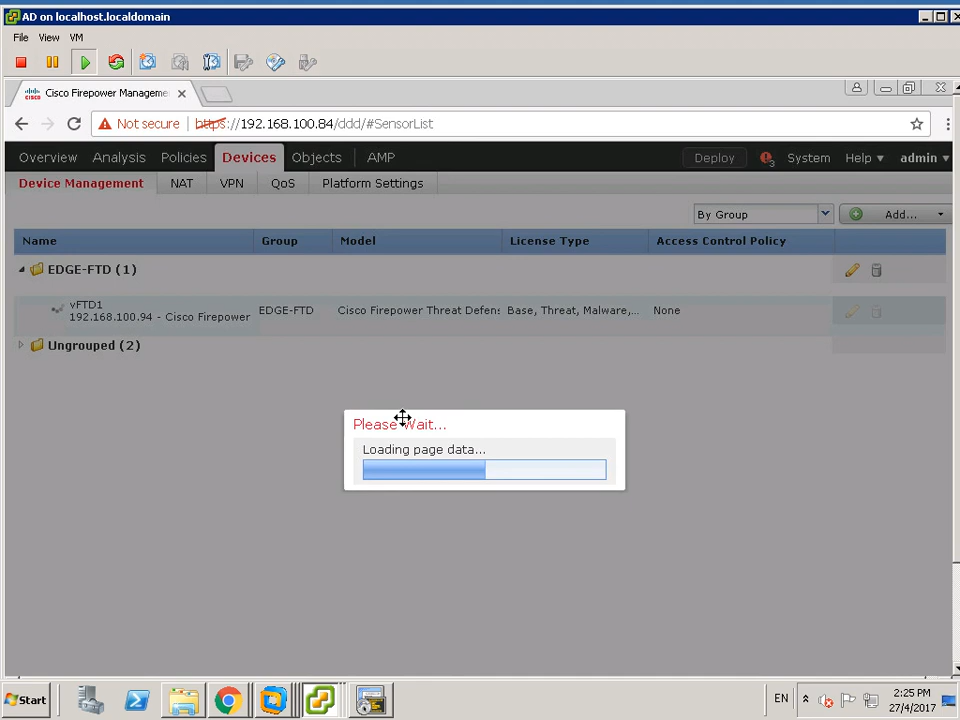 AD on localhost.localdomain
File View VM
Cisco Firepower Manageme
CISCO
Not secure https://192.168.100.84/ddd/#SensorList
Overview Analysis Policies Devices Objects AMP Deploy 3 System Help admin
Device Management NAT VPN QoS Platform Settings
By Group Add...
Name Group Model License Type Access Control Policy
EDGE-FTD (1)
vFTD1
192.168.100.94 - Cisco Firepower EDGE-FTD Cisco Firepower Threat Defens Base, Threat, Malware,... None
Ungrouped (2)
Please Wait...
Loading page data...
Start EN 2:25 PM
27/4/2017